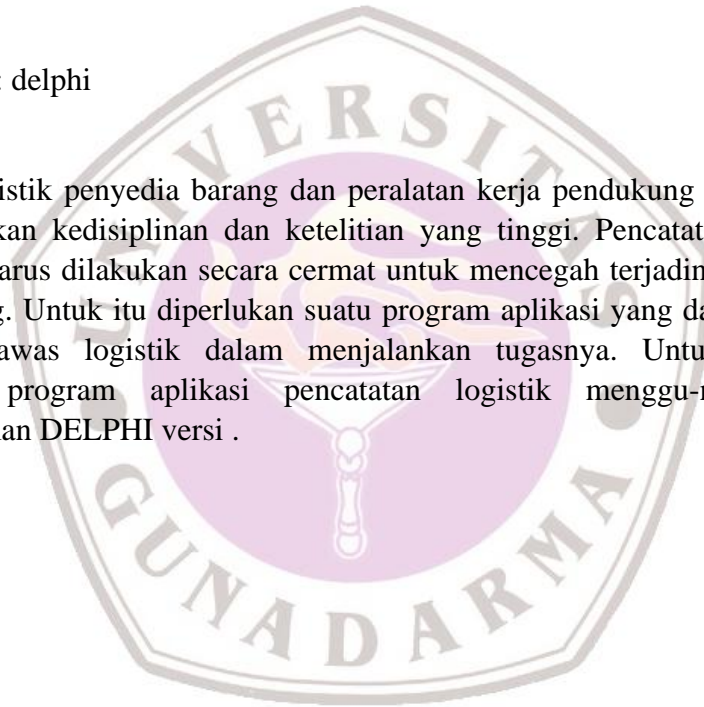 : delphi
istik penyedia barang dan peralatan kerja pendukung
kan kedisiplinan dan ketelitian yang tinggi. Pencatat
arus dilakukan secara cermat untuk mencegah terjadin
g. Untuk itu diperlukan suatu program aplikasi yang da
awas logistik dalam menjalankan tugasnya. Untu
program aplikasi pencatatan logistik menggu-n
an DELPHI versi .
UNIVERSITAS
GUNADARMA